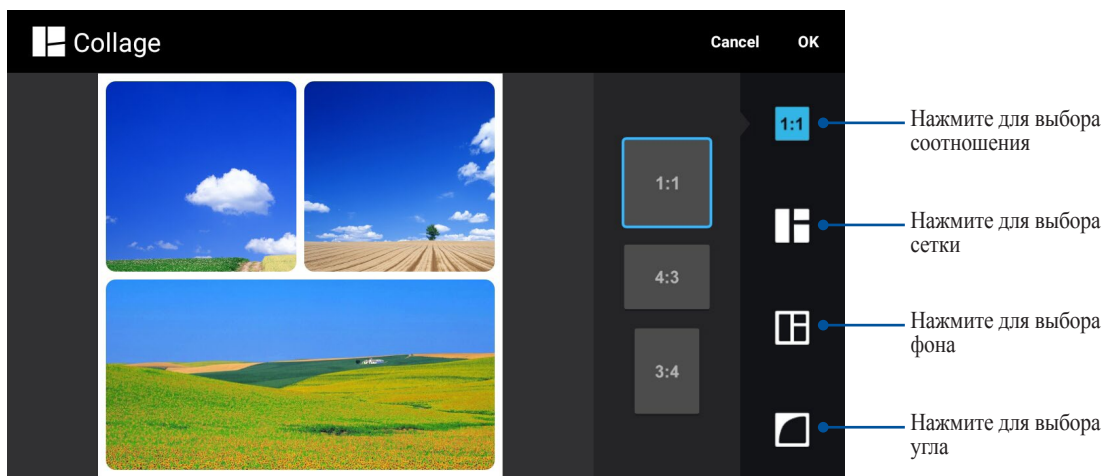 Collage
Cancel OK
1:1
4:3
3:4
1:1
Нажмите для выбора
соотношения
Нажмите для выбора
сетки
Нажмите для выбора
фона
Нажмите для выбора
угла